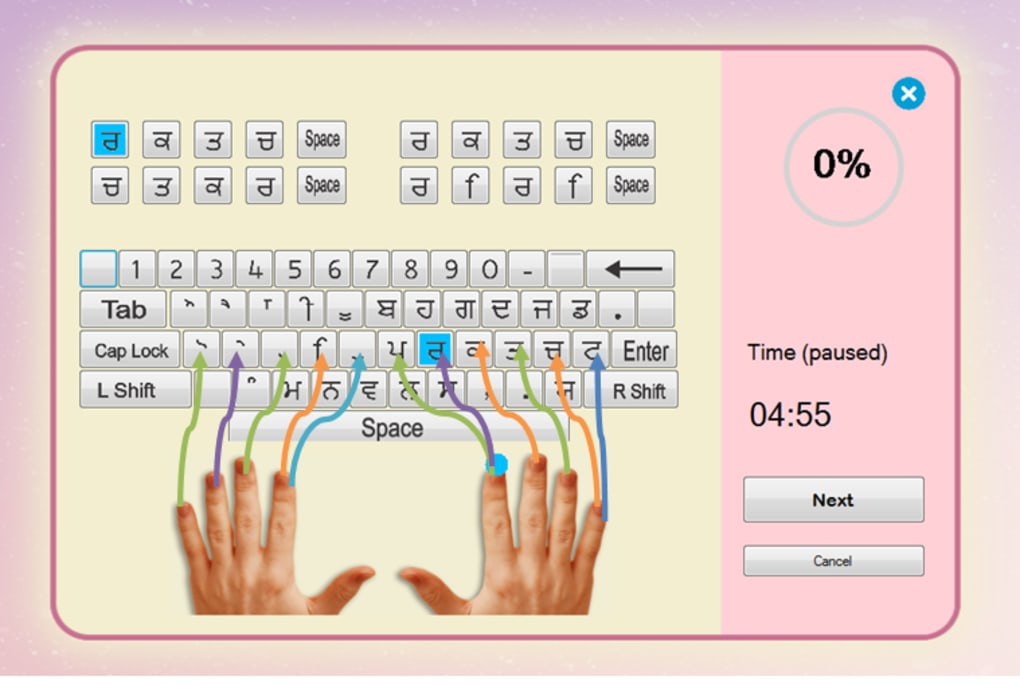 ਰ ਕ ਤ ਚ Space ਰ ਕ ਤ ਚ Space
ਚ ਤ ਕ ਰ Space ਰ ਿ ਰ ਿ Space
0%
1 2 3 4 5 6 7 8 9 0 -
Tab ੌ ੈ ਾ ੀ ੂ ਬ ਹ ਗ ਦ ਜ ਡ .
Cap Lock ੋ ੇ ੍ ਿ ੁ ਪ ਰ ਕ ਤ ਚ ਟ Enter
L Shift ਮ ਨ ਵ ਲ ਸ , . ਯ R Shift
Space
Time (paused)
04:55
Next
Cancel